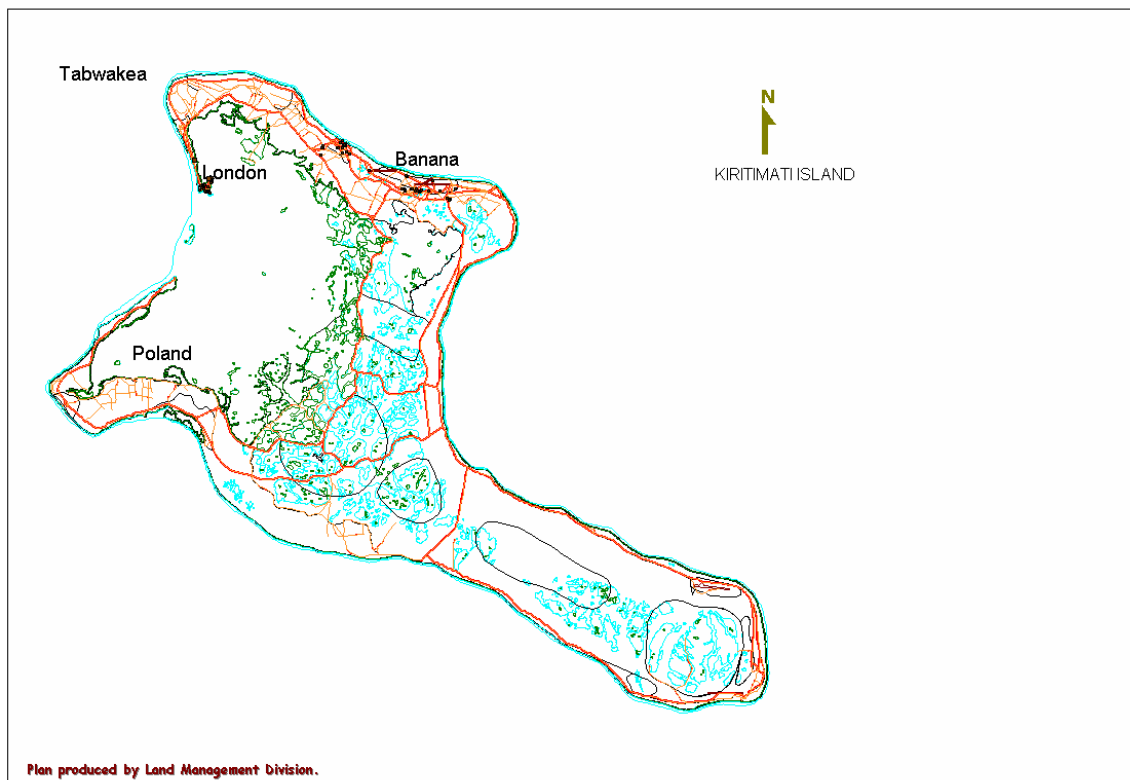 Tabwakea
N
Banana
London
KIRITIMATI ISLAND
Poland
Plan produced by Land Management Division.